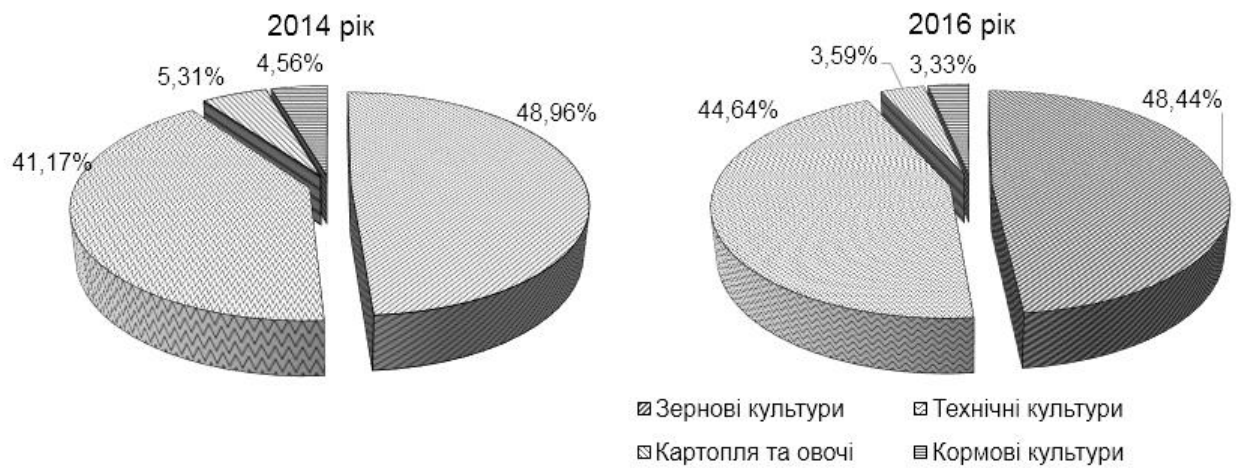 2014 рік
4,56%
5,31%
48,96%
41,17%
2016 рік
3,59%
3,33%
44,64%
48,44%
Зернові культури
Технічні культури
Картопля та овочі
Кормові культури